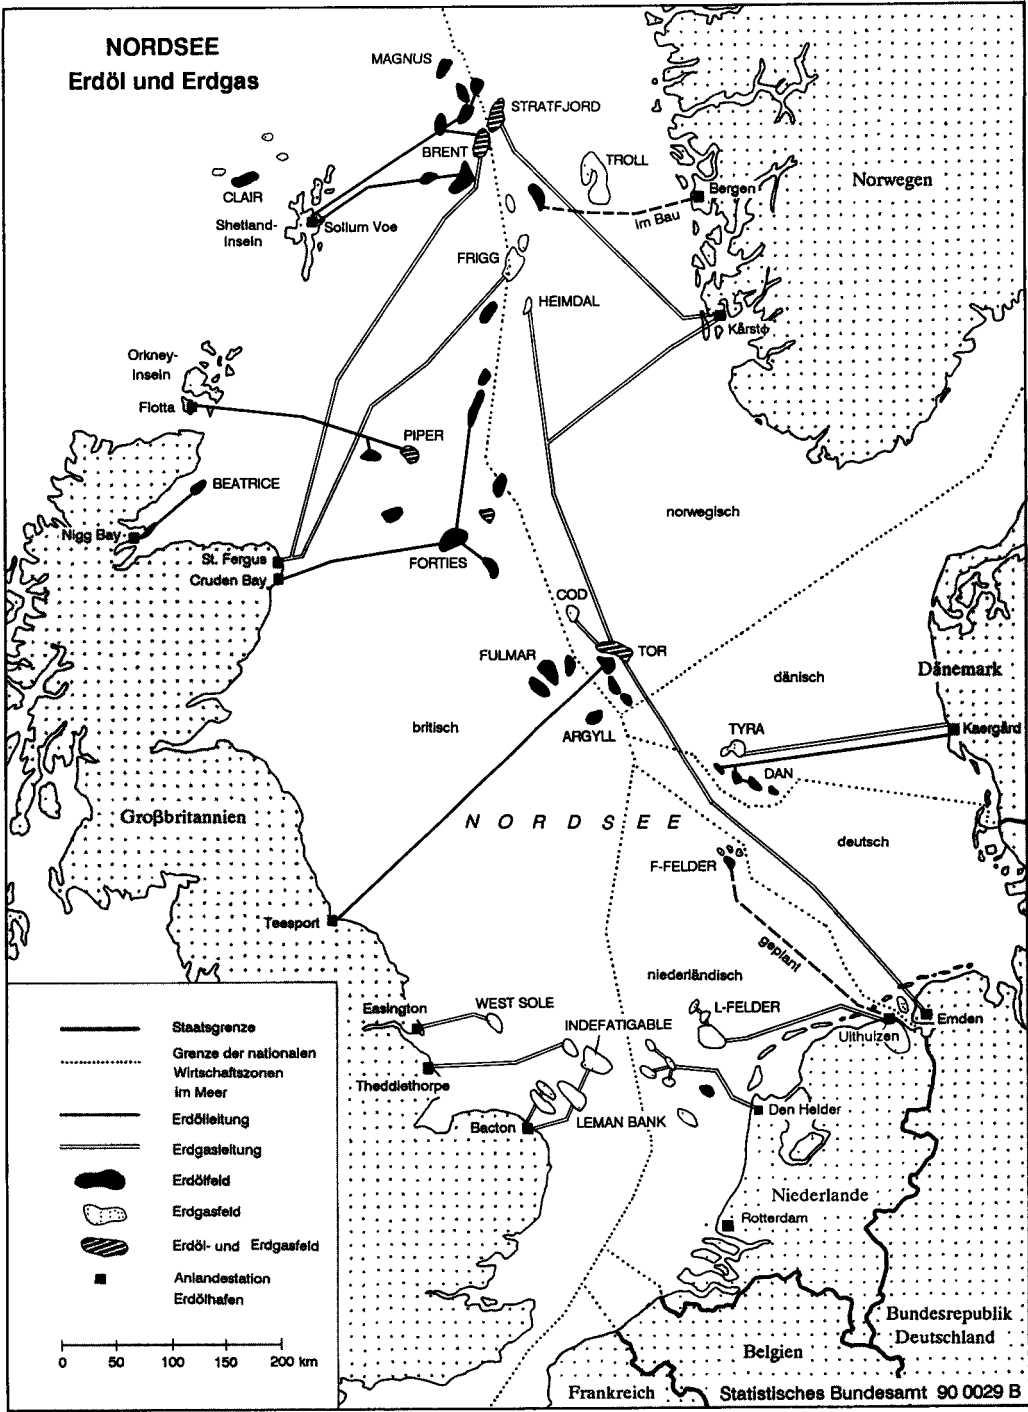 NORDSEE
Erdöl und Erdgas
MAGNUS
STRATFJORD
BRENT
TROLL
CLAIR
Norwegen
Bergen
Shetland-
Inseln
Sollum Voe
im Bau
FRIGG
HEIMDAL
Kårstø
Orkney-
Inseln
Flotta
PIPER
BEATRICE
norwegisch
Nigg Bay
St. Fergus
Cruden Bay
FORTIES
COD
FULMAR
TOR
Dänemark
dänisch
britisch
ARGYLL
TYRA
Kaergård
DAN
Großbritannien
NORDSEE
deutsch
F-FELDER
Teesport
geplant
niederländisch
Easington
WEST SOLE
L-FELDER
INDEFATIGABLE
Emden
Uithuizen
Theddlethorpe
Bacton
LEMAN BANK
Den Helder
Niederlande
Rotterdam
Staatsgrenze
Grenze der nationalen
Wirtschaftszonen
im Meer
Erdölleitung
Erdgasleitung
Erdölfeld
Erdgasfeld
Erdöl- und Erdgasfeld
Anlandestation
Erdölhafen
0 50 100 150 200 km
Bundesrepublik
Deutschland
Belgien
Frankreich
Statistisches Bundesamt 90 0029 B